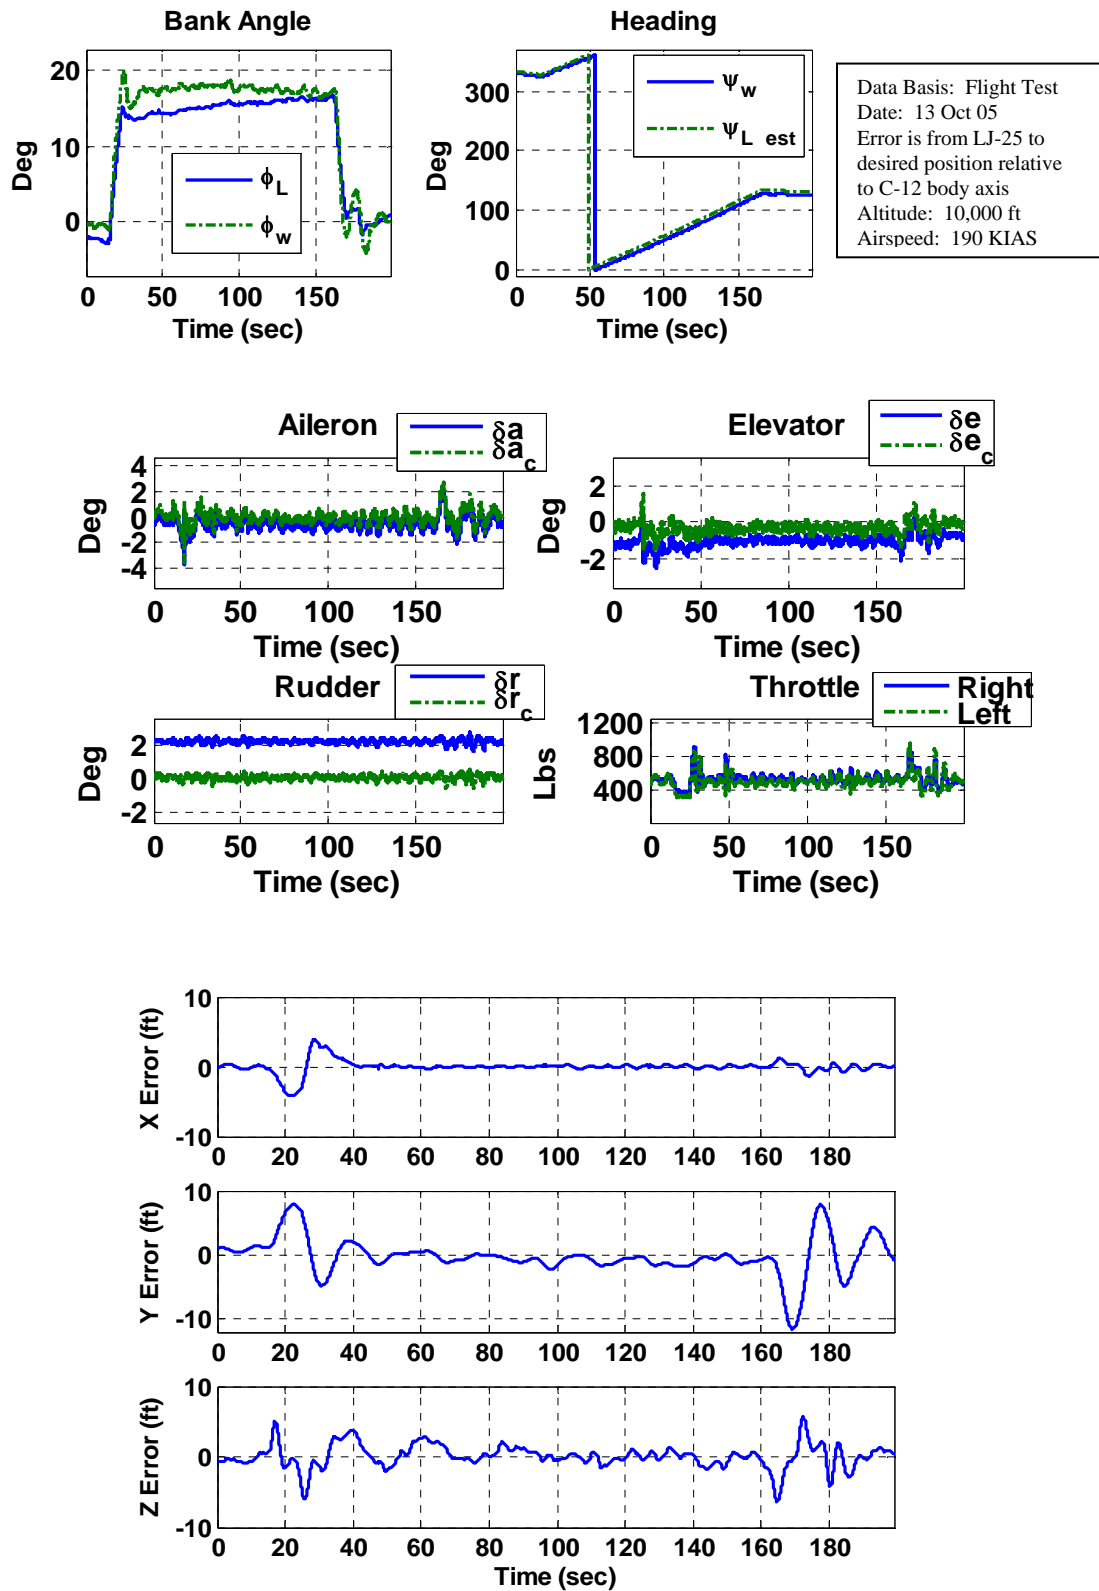 Bank Angle
Deg
20
10
0
ϕL
ϕw
0 50 100 150
Time (sec)
Heading
Deg
300
200
100
0
ψw
ψL est
0 50 100 150
Time (sec)
Data Basis: Flight Test
Date: 13 Oct 05
Error is from LJ-25 to
desired position relative
to C-12 body axis
Altitude: 10,000 ft
Airspeed: 190 KIAS
Aileron
δa
δac
Deg
4
2
0
-2
-4
0 50 100 150
Time (sec)
Elevator
δe
δec
Deg
2
0
-2
0 50 100 150
Time (sec)
Rudder
δr
δrc
Deg
2
0
-2
0 50 100 150
Time (sec)
Throttle
Right
Left
Lbs
1200
800
400
0 50 100 150
Time (sec)
X Error (ft)
10
0
-10
0 20 40 60 80 100 120 140 160 180
Y Error (ft)
10
0
-10
0 20 40 60 80 100 120 140 160 180
Z Error (ft)
10
0
-10
0 20 40 60 80 100 120 140 160 180
Time (sec)